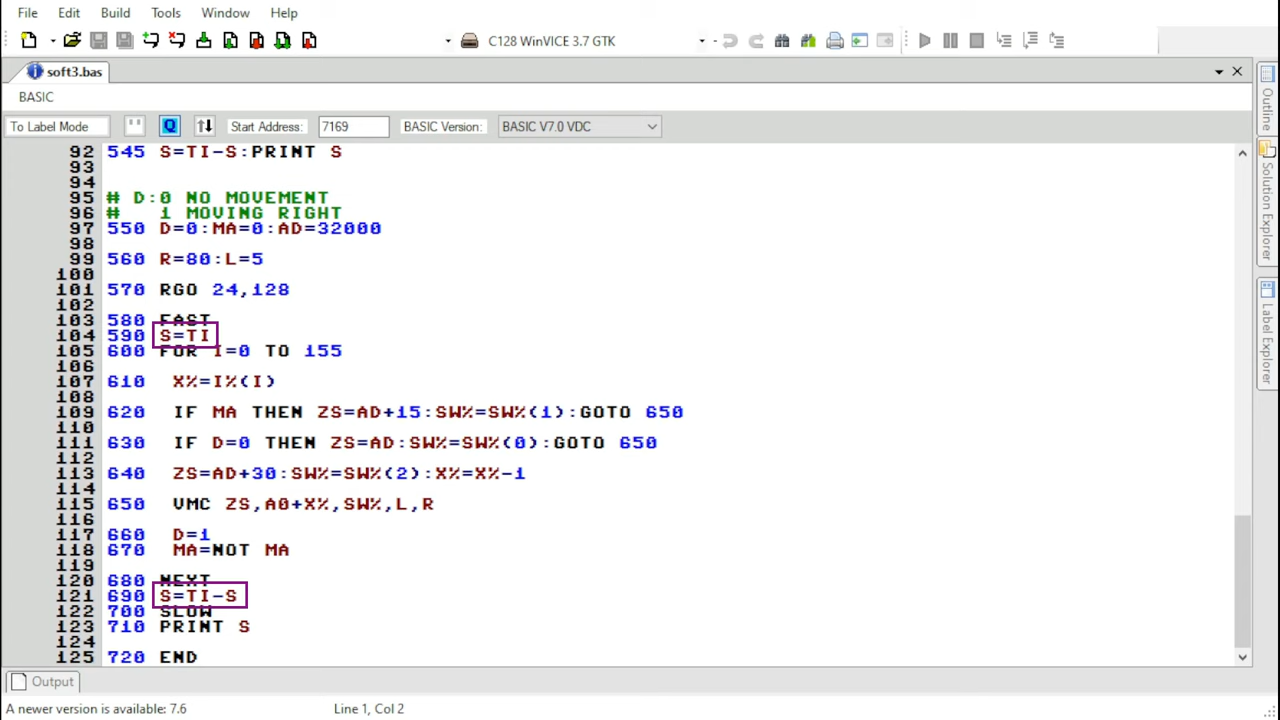 File Edit Build Tools Window Help
C128 WinVICE 3.7 GTK
soft3.bas
BASIC
To Label Mode " Q Start Address: 7169 BASIC Version: BASIC V7.0 VDC
92 545 S=TI-S:PRINT S
93
94
95 # D:0 NO MOVEMENT
96 #   1 MOVING RIGHT
97 550 D=0:MA=0:AD=32000
98
99 560 R=80:L=5
100
101 570 RGO 24,128
102
103 580 FAST
104 590 S=TI
105 600 FOR I=0 TO 155
106
107 610  X%=I%(I)
108
109 620  IF MA THEN ZS=AD+15:SW%=SW%(1):GOTO 650
110
111 630  IF D=0 THEN ZS=AD:SW%=SW%(0):GOTO 650
112
113 640  ZS=AD+30:SW%=SW%(2):X%=X%-1
114
115 650  VMC ZS,A0+X%,SW%,L,R
116
117 660  D=1
118 670  MA=NOT MA
119
120 680 NEXT
121 690 S=TI-S
122 700 SLOW
123 710 PRINT S
124
125 720 END
Outline
Solution Explorer
Label Explorer
Output
A newer version is available: 7.6 Line 1, Col 2